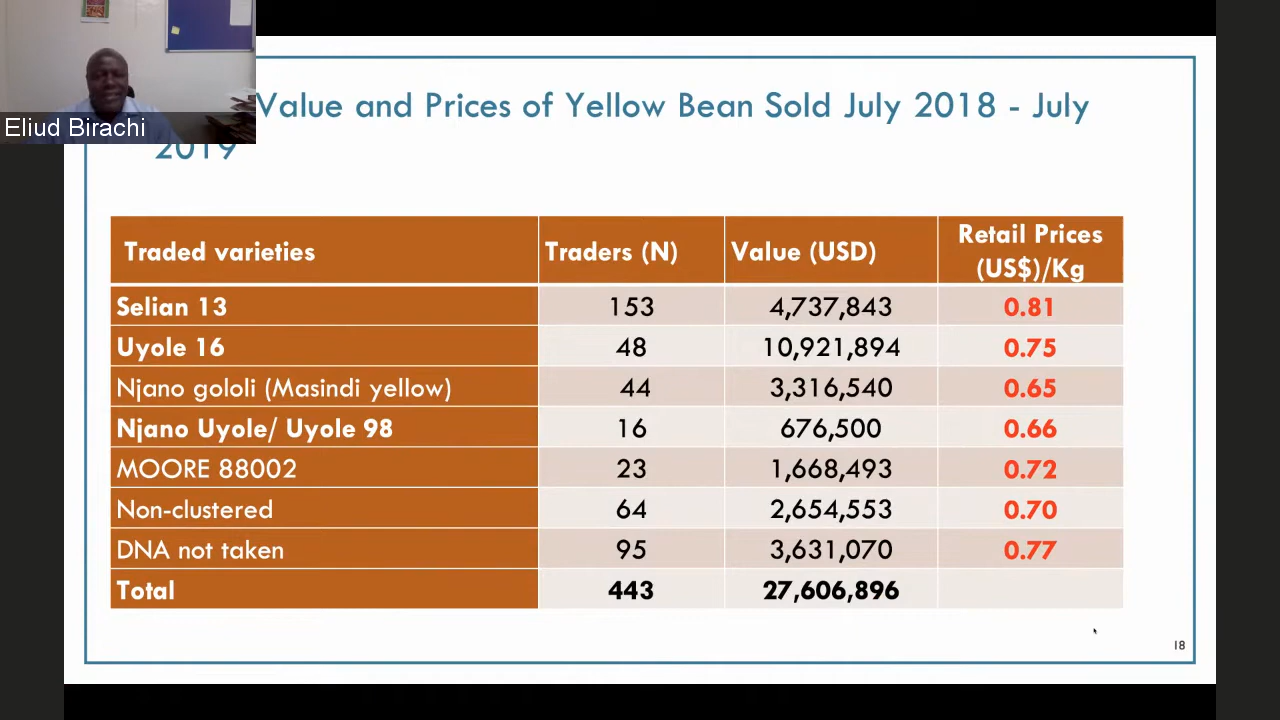 Eliud Birachi
Value and Prices of Yellow Bean Sold July 2018 - July
2019
Traded varieties Traders (N) Value (USD) Retail Prices
(US$)/Kg
Selian 13 153 4,737,843 0.81
Uyole 16 48 10,921,894 0.75
Njano gololi (Masindi yellow) 44 3,316,540 0.65
Njano Uyole/ Uyole 98 16 676,500 0.66
MOORE 88002 23 1,668,493 0.72
Non-clustered 64 2,654,553 0.70
DNA not taken 95 3,631,070 0.77
Total 443 27,606,896
18